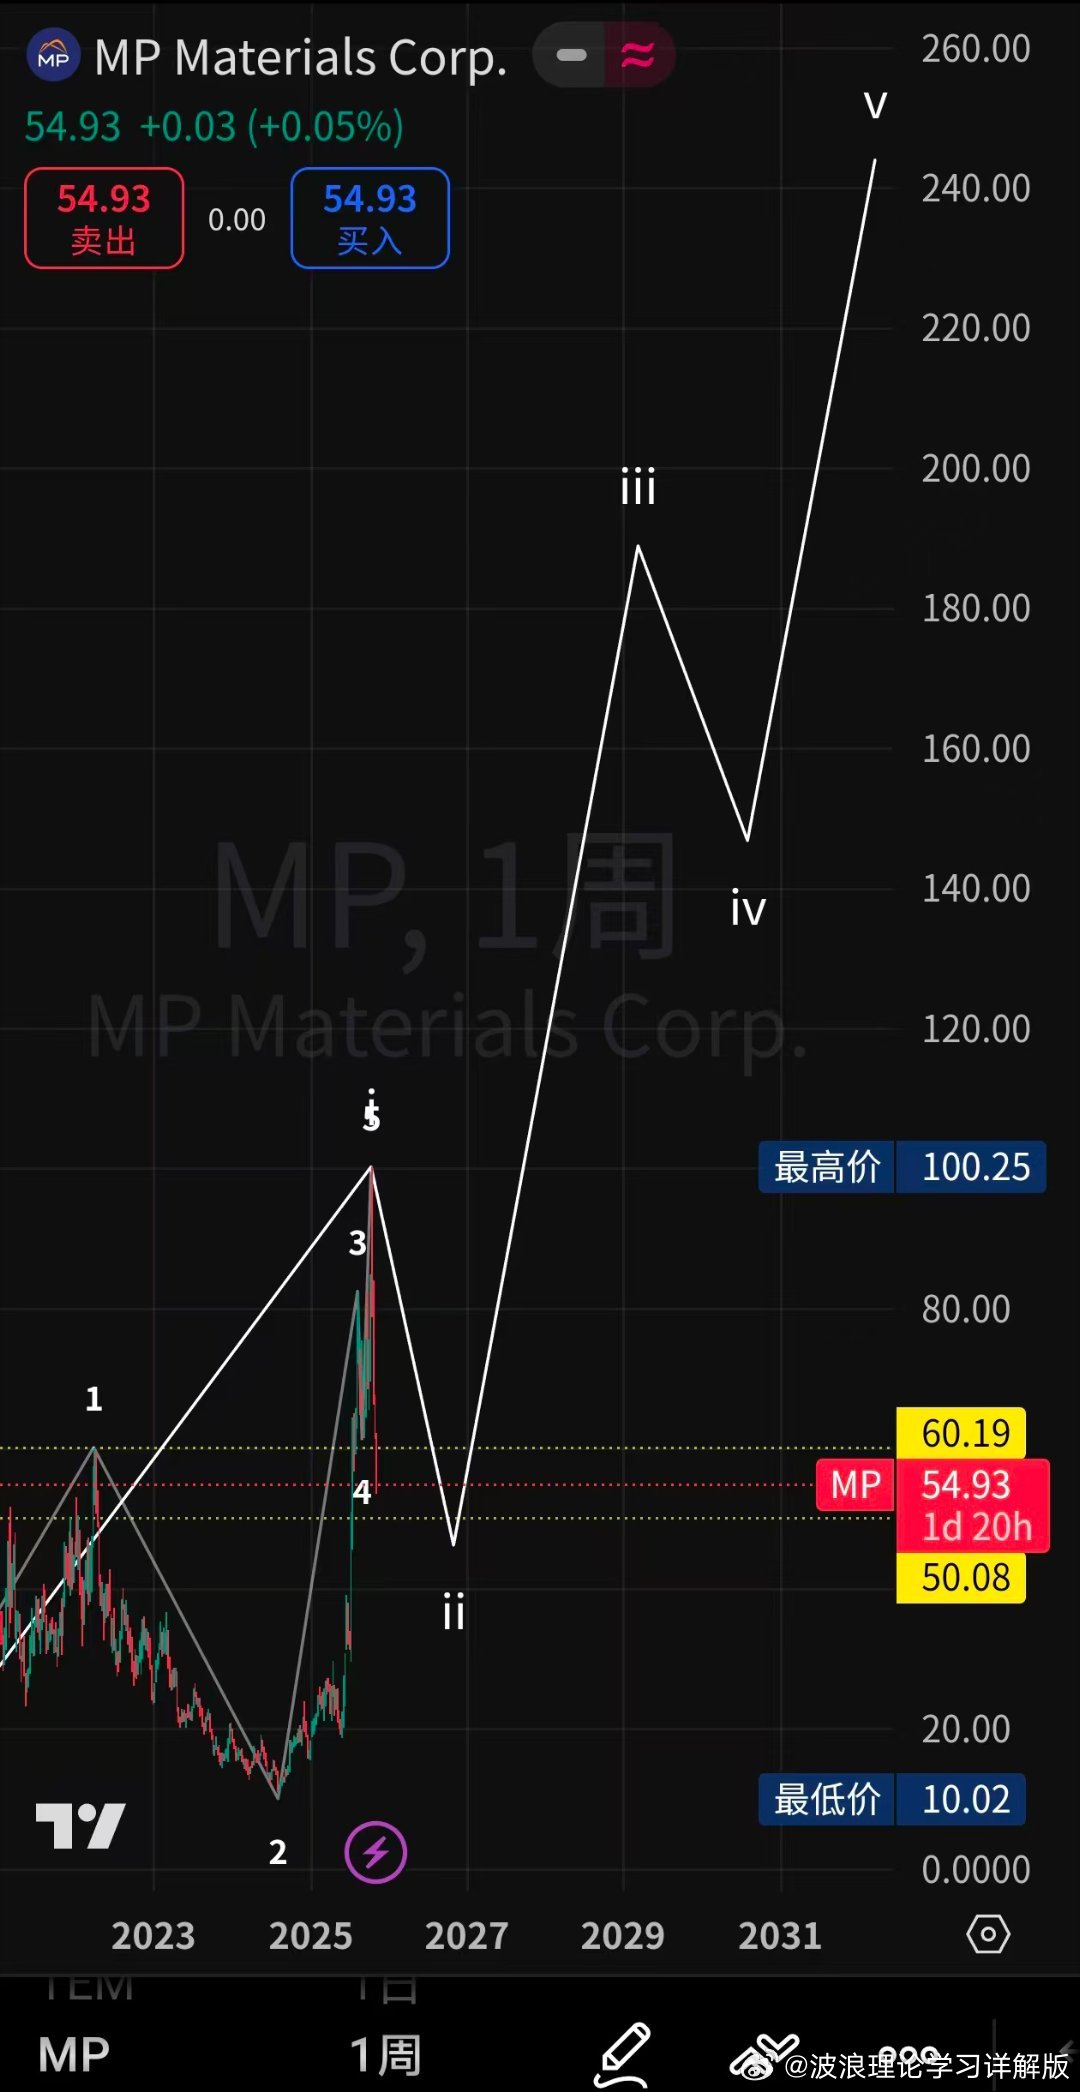 MP Materials Corp.
54.93 +0.03 (+0.05%)
54.93
卖出
0.00
54.93
买入
260.00
240.00
220.00
200.00
180.00
160.00
140.00
120.00
最高价 100.25
80.00
60.19
MP 54.93
1d 20h
50.08
20.00
最低价 10.02
0.0000
v
iii
iv
i
5
3
1
4
ii
2
MP, 1周
MP Materials Corp.
2023 2025 2027 2029 2031
TEM 1日
MP 1周
@波浪理论学习详解版